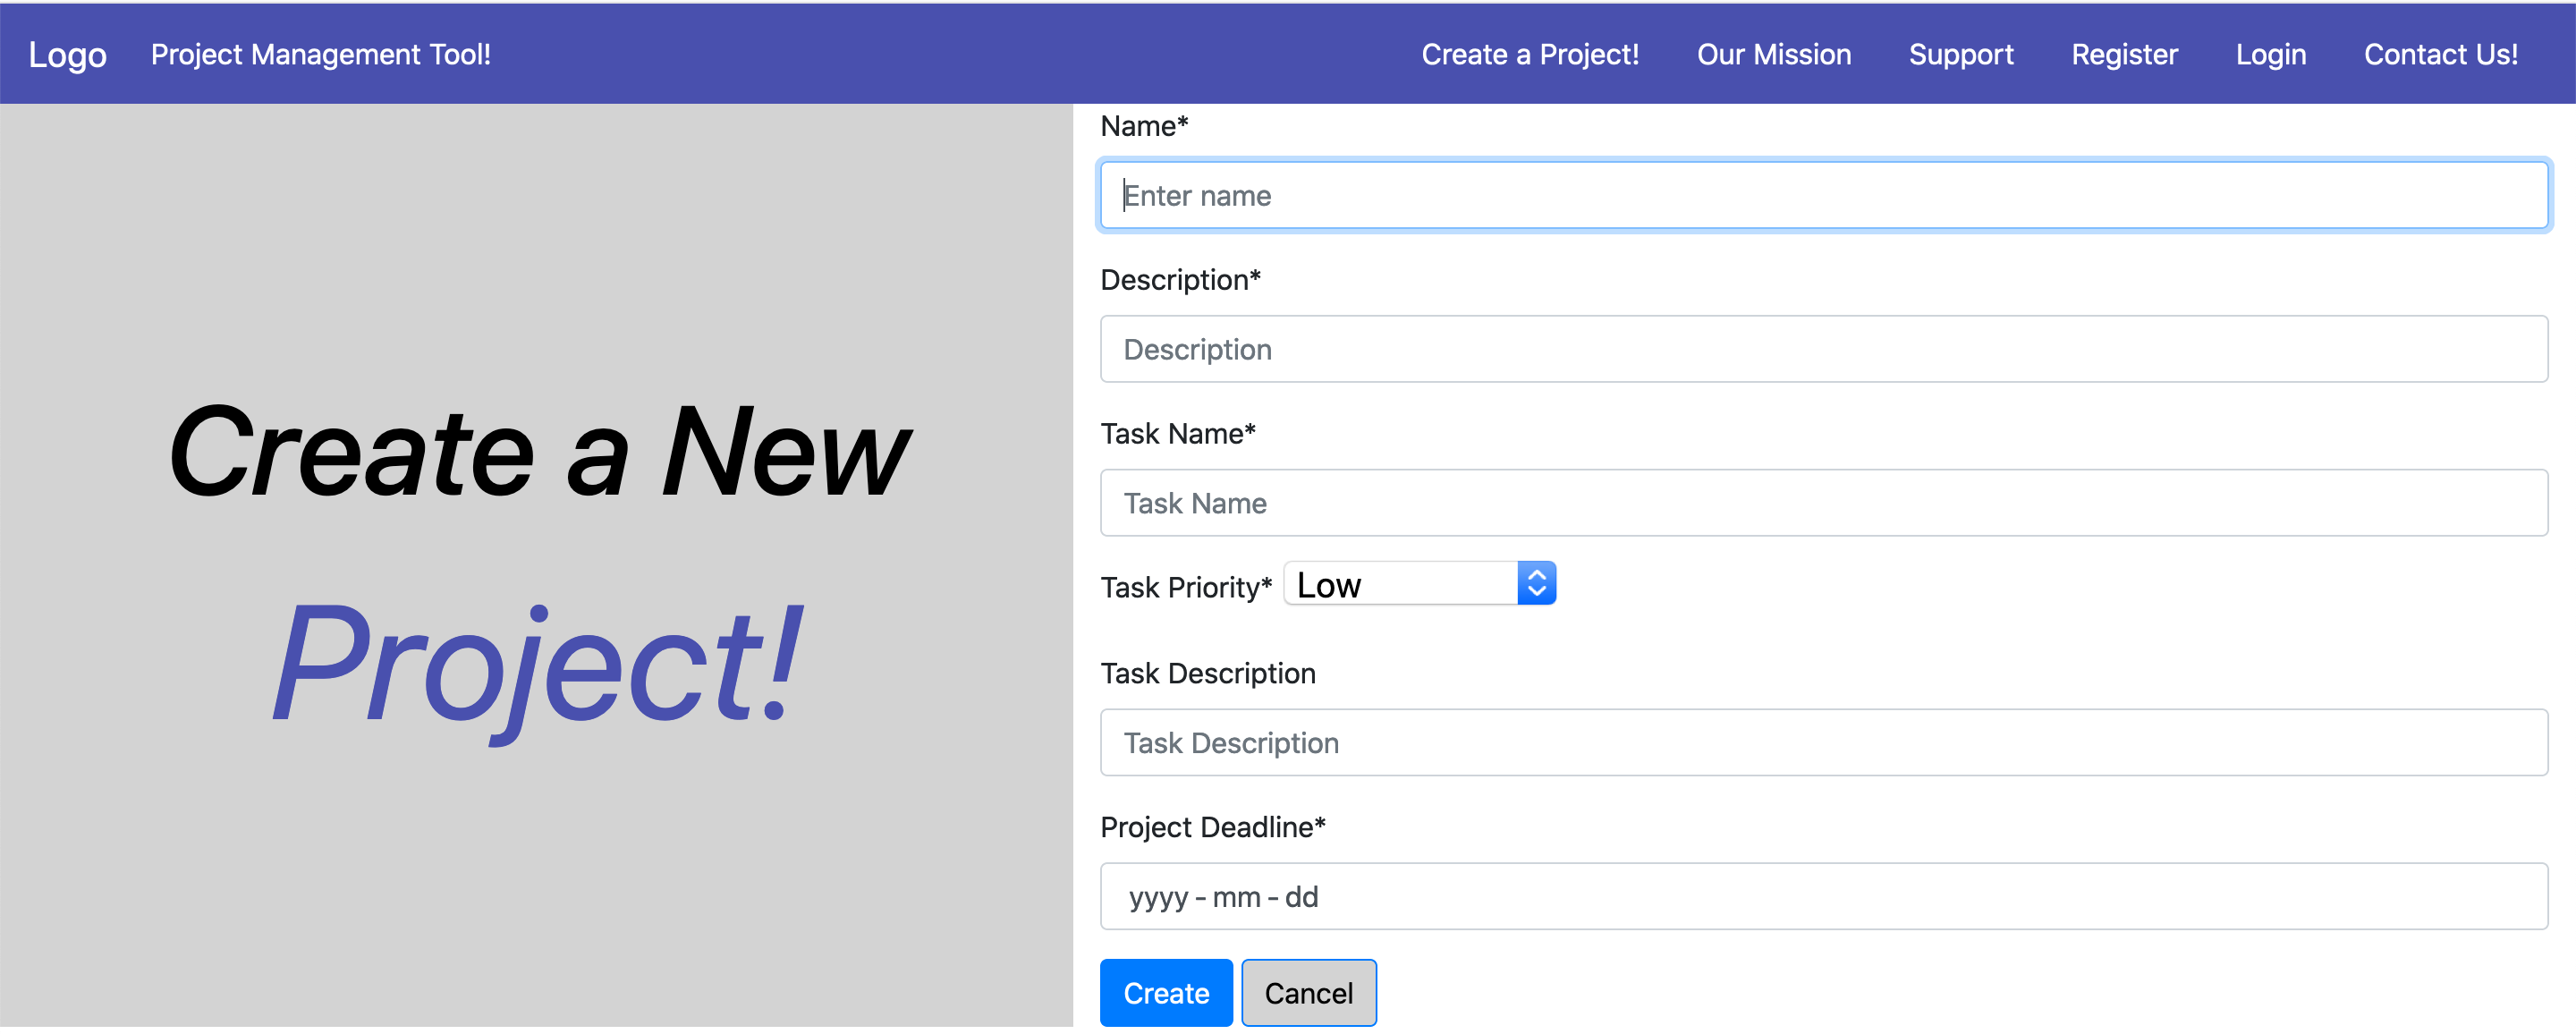 Logo Project Management Tool! Create a Project! Our Mission Support Register Login Contact Us!
Create a New
Project!
Name*
Enter name
Description*
Description
Task Name*
Task Name
Task Priority* Low
Task Description
Task Description
Project Deadline*
yyyy-mm-dd
Create Cancel